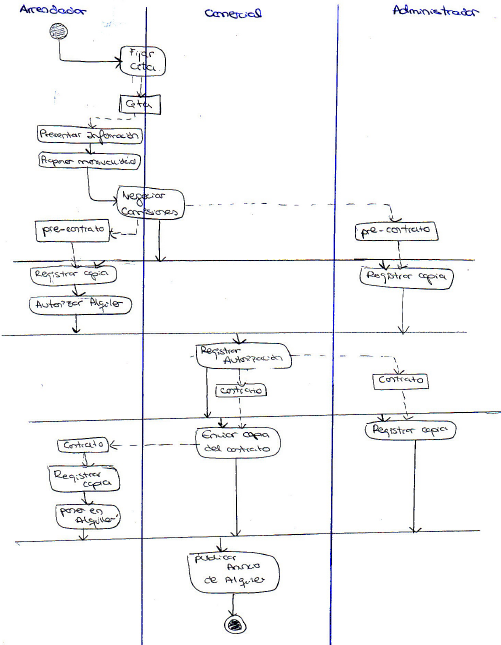 Arrendador
Comercial
Administrador
Fijar
Cita
Cita
Presentar Información
Proponer mensualidad
Negociar
Comisiones
pre-contrato
pre-contrato
Registrar copia
Registrar copia
Autorizar Alquiler
Registrar
Autorización
Contrato
Contrato
Enviar copia
del contrato
Registrar copia
Contrato
Registrar
copia
poner en
Alquiler
publicar
Anuncio
de Alquiler